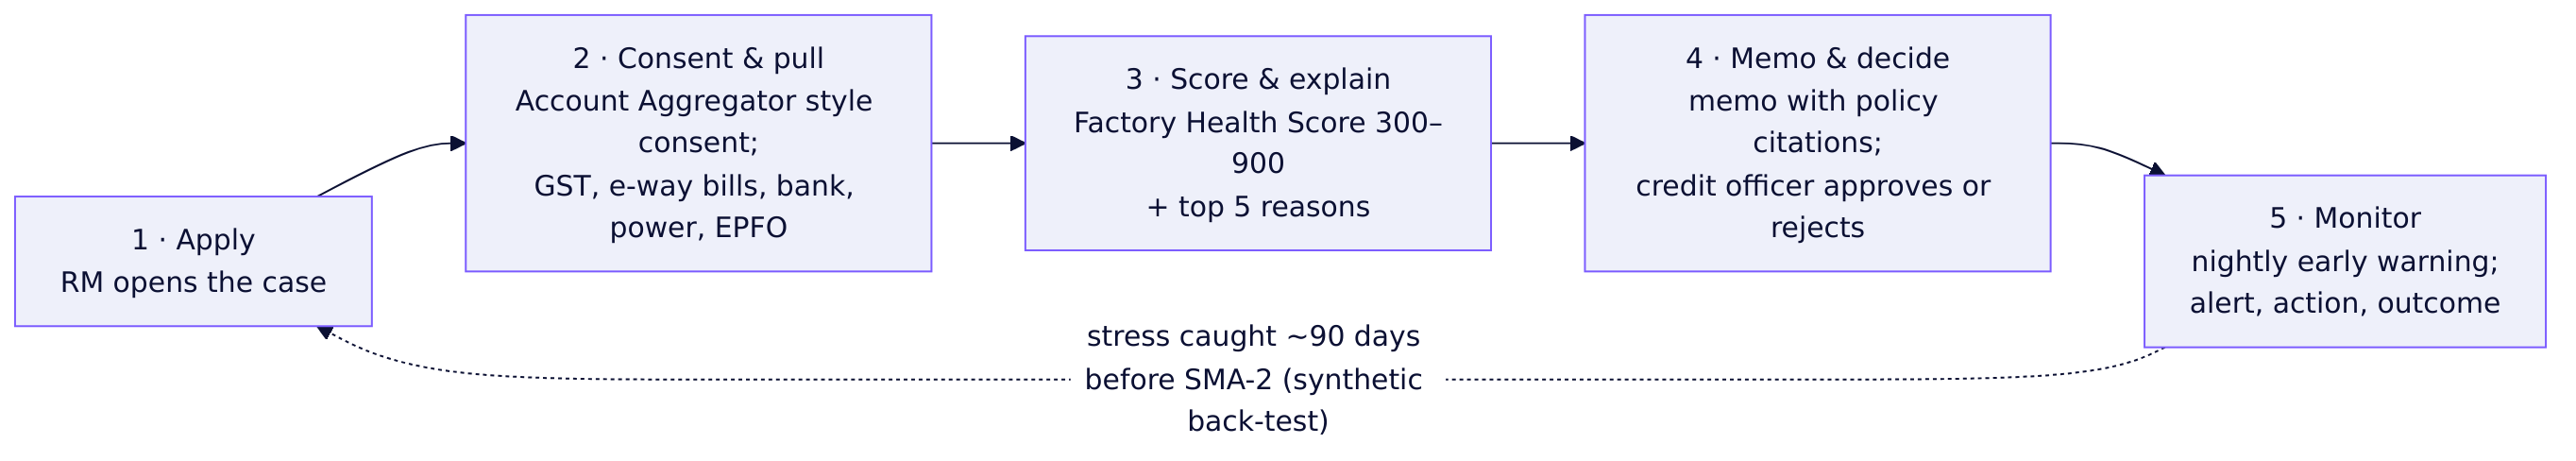 1 · Apply
RM opens the case
2 · Consent & pull
Account Aggregator style
consent;
GST, e-way bills, bank,
power, EPFO
3 · Score & explain
Factory Health Score 300–
900
+ top 5 reasons
4 · Memo & decide
memo with policy
citations;
credit officer approves or
rejects
5 · Monitor
nightly early warning;
alert, action, outcome
stress caught ~90 days
before SMA-2 (synthetic
back-test)